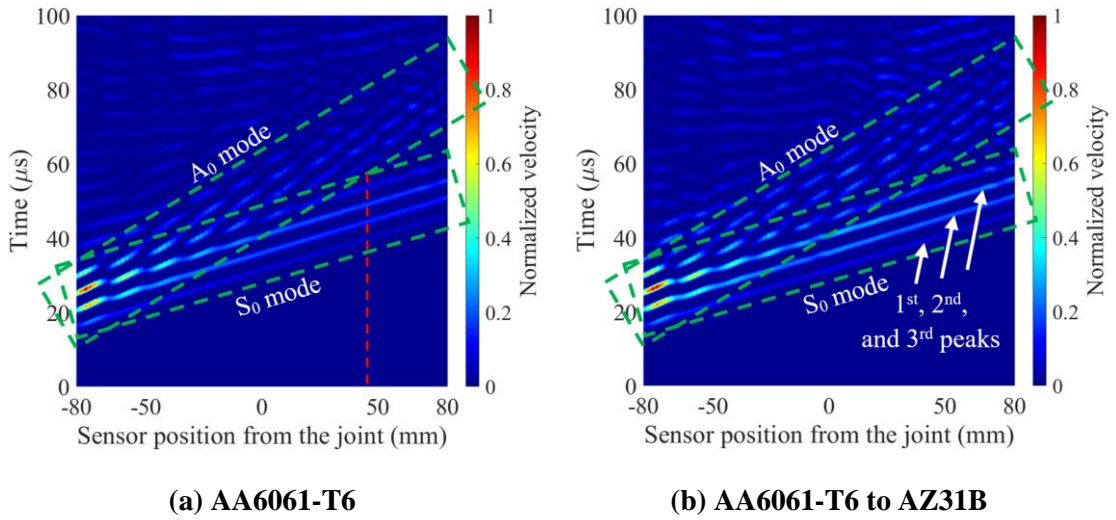 100
80
60
40
20
0
Time (μs)
A₀ mode
S₀ mode
-80
-50
0
50
80
Sensor position from the joint (mm)
1
0.8
0.6
0.4
0.2
0
Normalized velocity
(a) AA6061-T6
100
80
60
40
20
0
Time (μs)
A₀ mode
S₀ mode
1st, 2nd,
and 3rd peaks
-80
-50
0
50
80
Sensor position from the joint (mm)
1
0.8
0.6
0.4
0.2
0
Normalized velocity
(b) AA6061-T6 to AZ31B